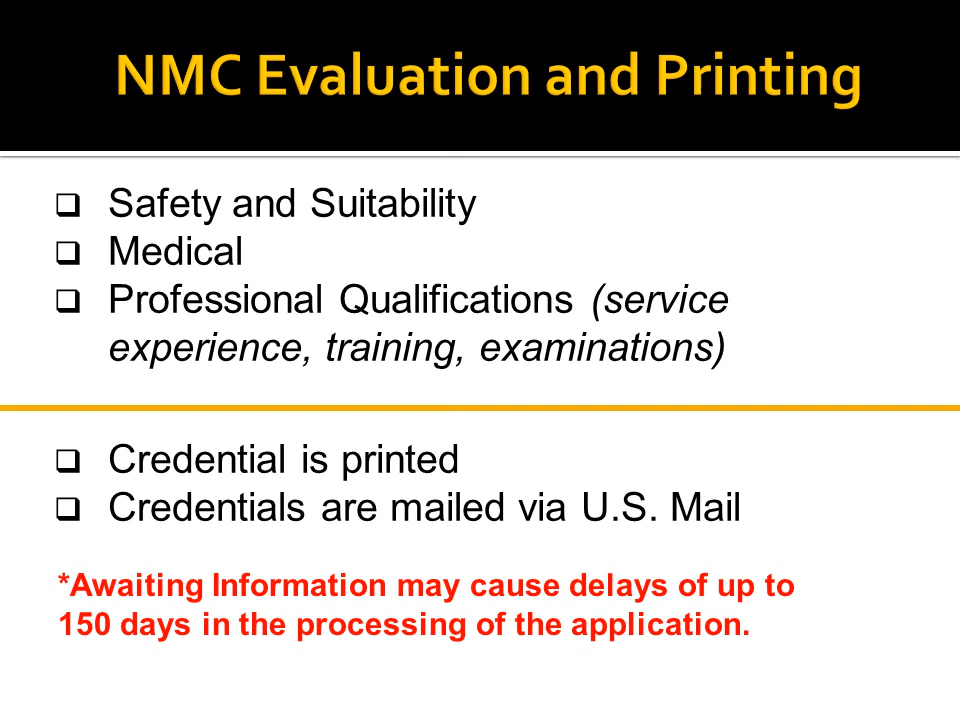 NMC Evaluation and Printing
Safety and Suitability
Medical
Professional Qualifications (service
experience, training, examinations)
Credential is printed
Credentials are mailed via U.S. Mail
*Awaiting Information may cause delays of up to
150 days in the processing of the application.